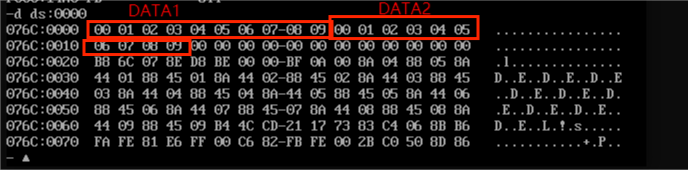 DATA1 DATA2
-d ds:0000
076C:0000 00 01 02 03 04 05 06 07-08 09 00 01 02 03 04 05 ................
076C:0010 06 07 08 09 00 00 00 00-00 00 00 00 00 00 00 00 ................
076C:0020 B8 6C 07 8E D8 BE 00 00-BF 0A 00 8A 04 88 05 8A .l..............
076C:0030 44 01 88 45 01 8A 44 02-88 45 02 8A 44 03 88 45 D..E..D..E..D..E
076C:0040 03 8A 44 04 88 45 04 8A-44 05 88 45 05 8A 44 06 ..D..E..D..E..D.
076C:0050 88 45 06 8A 44 07 88 45-07 8A 44 08 88 45 08 8A .E..D..E..D..E..
076C:0060 44 09 88 45 09 B4 4C CD-21 17 73 83 C4 06 8B B6 D..E..L.!.s.....
076C:0070 FA FE 81 E6 FF 00 C6 82-FB FE 00 2B C0 50 8D 86 ...........+.P..
-